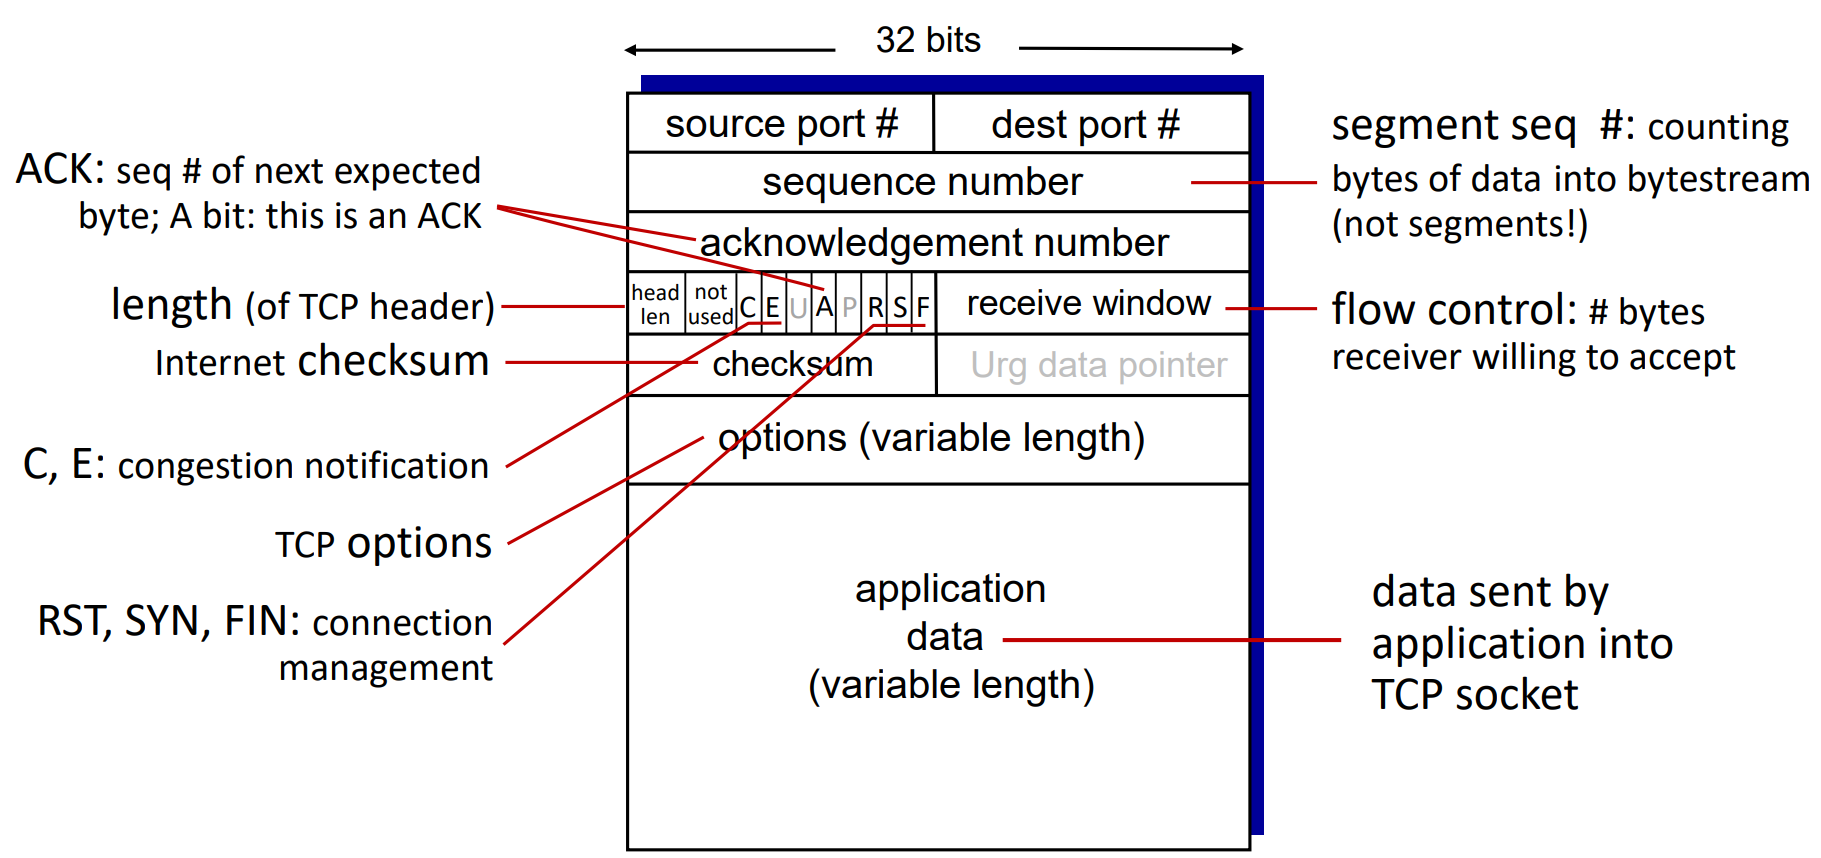 32 bits
source port #
dest port #
sequence number
acknowledgement number
head
len
not
used
C
E
U
A
P
R
S
F
receive window
checksum
Urg data pointer
options (variable length)
application
data
(variable length)
ACK: seq # of next expected
byte; A bit: this is an ACK
length (of TCP header)
Internet checksum
C, E: congestion notification
TCP options
RST, SYN, FIN: connection
management
segment seq #: counting
bytes of data into bytestream
(not segments!)
flow control: # bytes
receiver willing to accept
data sent by
application into
TCP socket